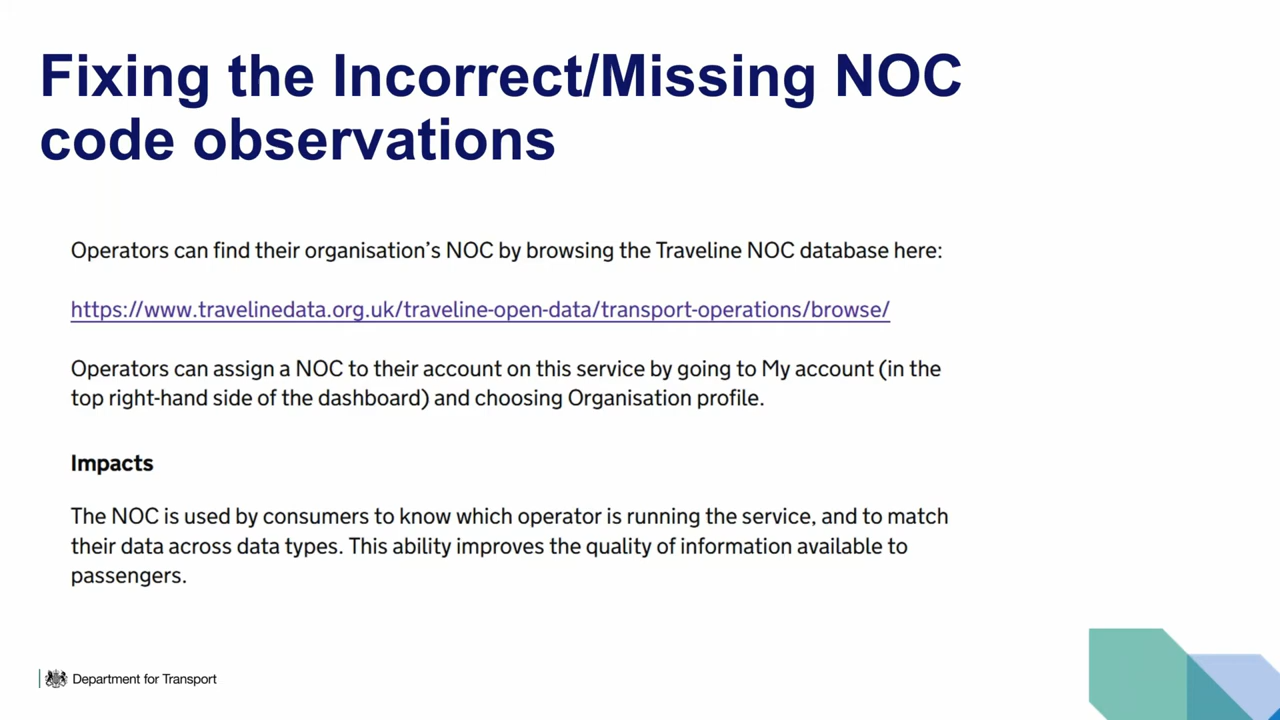 Fixing the Incorrect/Missing NOC
code observations
Operators can find their organisation’s NOC by browsing the Traveline NOC database here:
https://www.travelinedata.org.uk/traveline-open-data/transport-operations/browse/
Operators can assign a NOC to their account on this service by going to My account (in the
top right-hand side of the dashboard) and choosing Organisation profile.
Impacts
The NOC is used by consumers to know which operator is running the service, and to match
their data across data types. This ability improves the quality of information available to
passengers.
Department for Transport